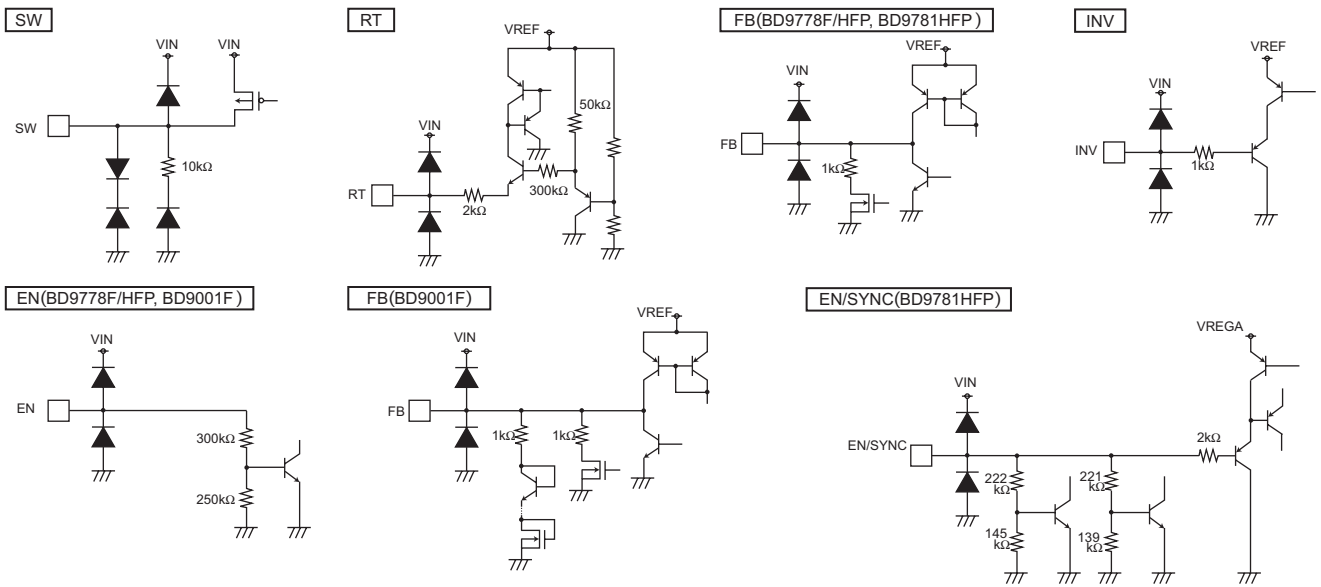 SW
VIN
VIN
SW
10kΩ
RT
VREF
50kΩ
VIN
300kΩ
RT
2kΩ
FB(BD9778F/HFP, BD9781HFP)
VREF
VIN
FB
1kΩ
INV
VREF
VIN
INV
1kΩ
EN(BD9778F/HFP, BD9001F)
VIN
EN
300kΩ
250kΩ
FB(BD9001F)
VREF
VIN
FB
1kΩ
1kΩ
EN/SYNC(BD9781HFP)
VREGA
VIN
EN/SYNC
2kΩ
222
kΩ
221
kΩ
145
kΩ
139
kΩ